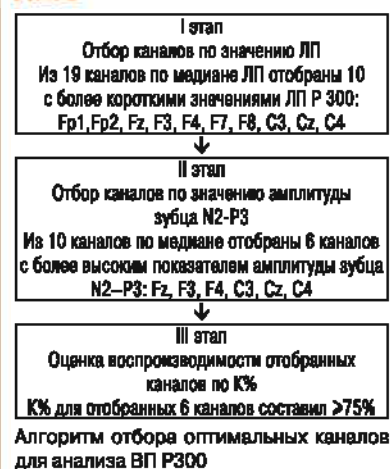 I этап
Отбор каналов по значению ЛП
Из 19 каналов по медиане ЛП отобраны 10
с более короткими значениями ЛП Р 300:
Fp1,Fp2, Fz, F3, F4, F7, F8, C3, Cz, C4
II этап
Отбор каналов по значению амплитуды
зубца N2-P3
Из 10 каналов по медиане отобраны 6 каналов
с более высоким показателем амплитуды зубца
N2–P3: Fz, F3, F4, C3, Cz, C4
III этап
Оценка воспроизводимости отобранных
каналов по К%
К% для отобранных 6 каналов составил >75%
Алгоритм отбора оптимальных каналов
для анализа ВП Р300